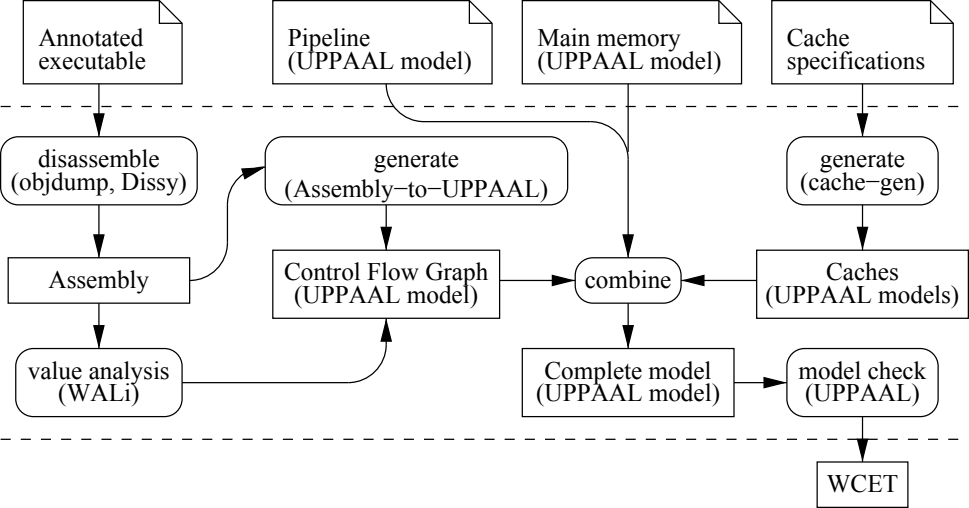 Annotated
executable
Pipeline
(UPPAAL model)
Main memory
(UPPAAL model)
Cache
specifications
disassemble
(objdump, Dissy)
generate
(Assembly−to−UPPAAL)
generate
(cache−gen)
Assembly
Control Flow Graph
(UPPAAL model)
combine
Caches
(UPPAAL models)
value analysis
(WALi)
Complete model
(UPPAAL model)
model check
(UPPAAL)
WCET